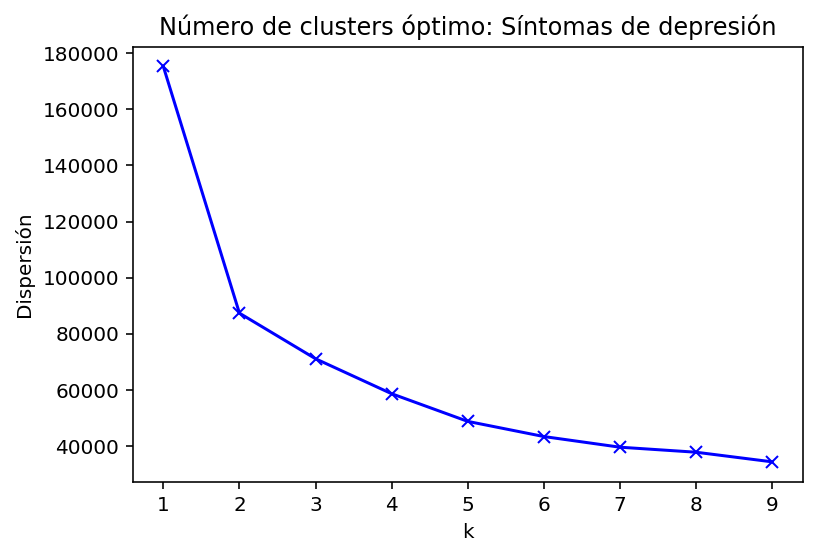 Número de clusters óptimo: Síntomas de depresión
180000
160000
140000
120000
100000
80000
60000
40000
Dispersión
1 2 3 4 5 6 7 8 9
k